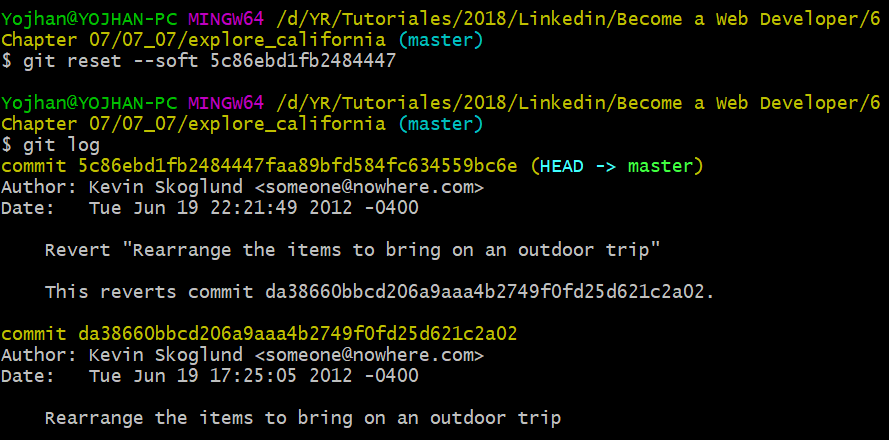 Yojhan@YOJHAN-PC MINGW64 /d/YR/Tutoriales/2018/Linkedin/Become a Web Developer/6
Chapter 07/07_07/explore_california (master)
$ git reset --soft 5c86ebd1fb2484447
Yojhan@YOJHAN-PC MINGW64 /d/YR/Tutoriales/2018/Linkedin/Become a Web Developer/6
Chapter 07/07_07/explore_california (master)
$ git log
commit 5c86ebd1fb2484447faa89bfd584fc634559bc6e (HEAD -> master)
Author: Kevin Skoglund <someone@nowhere.com>
Date:   Tue Jun 19 22:21:49 2012 -0400
    Revert "Rearrange the items to bring on an outdoor trip"
    This reverts commit da38660bbcd206a9aaa4b2749f0fd25d621c2a02.
commit da38660bbcd206a9aaa4b2749f0fd25d621c2a02
Author: Kevin Skoglund <someone@nowhere.com>
Date:   Tue Jun 19 17:25:05 2012 -0400
    Rearrange the items to bring on an outdoor trip